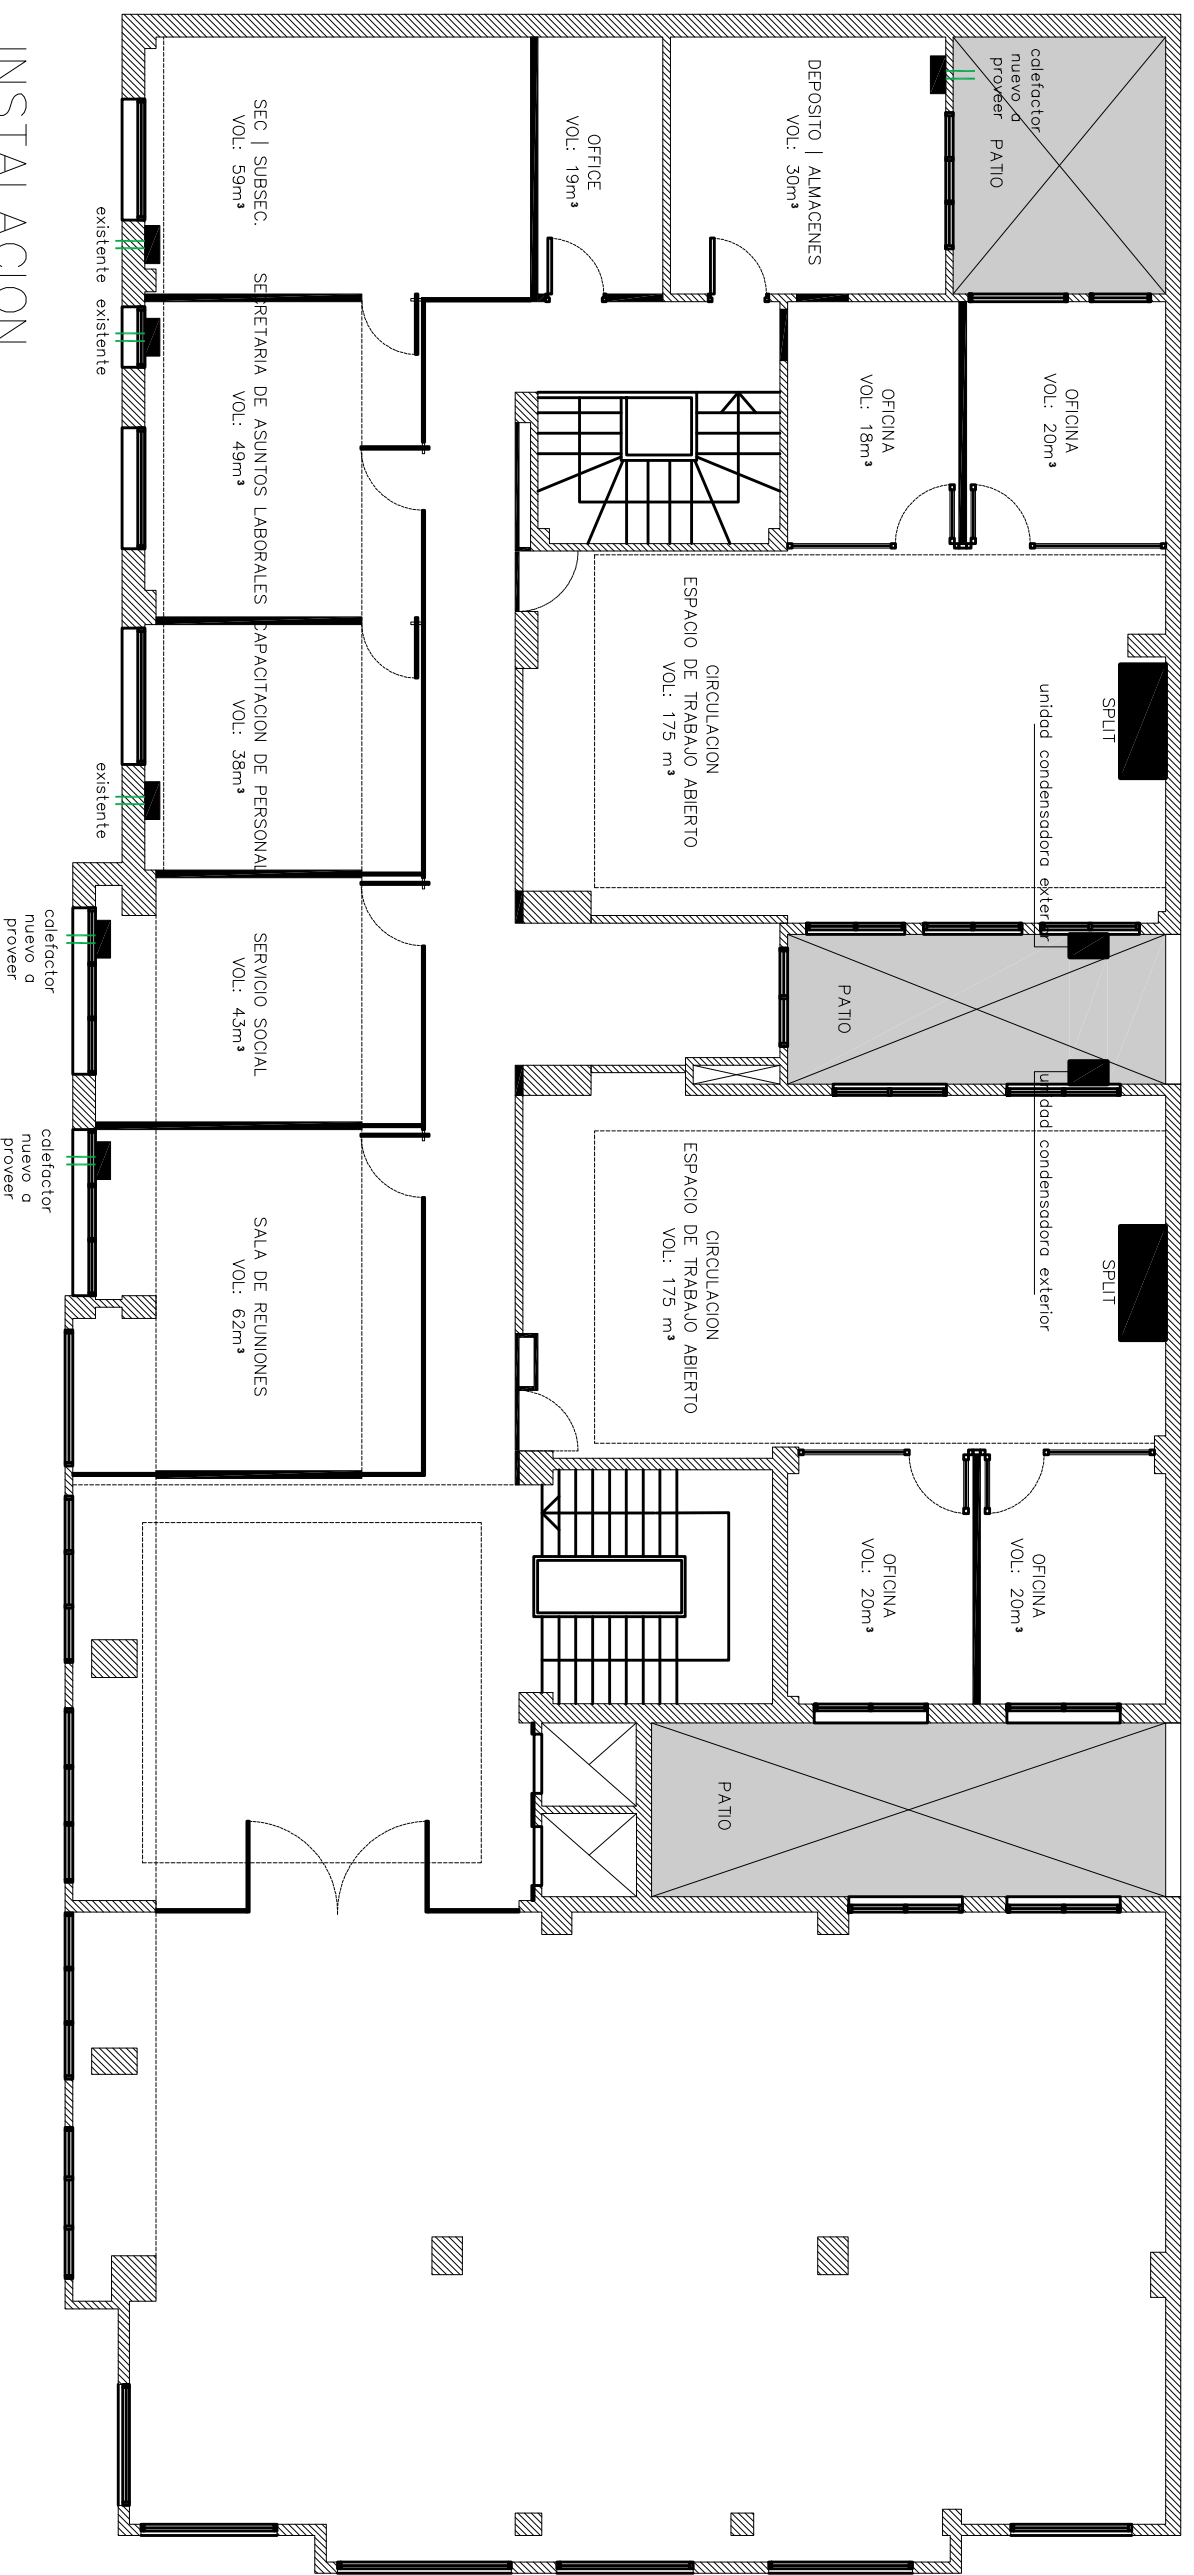 INSTALACION
calefactor
nuevo a
proveer
PATIO
DEPOSITO | ALMACENES
VOL: 30m³
OFFICE
VOL: 19m³
SEC | SUBSEC.
VOL: 59m³
existente
existente
SECRETARIA DE ASUNTOS LABORALES
VOL: 49m³
OFICINA
VOL: 20m³
OFICINA
VOL: 18m³
CIRCULACION
ESPACIO DE TRABAJO ABIERTO
VOL: 175 m³
SPLIT
unidad condensadora exterior
CAPACITACION DE PERSONAL
VOL: 38m³
existente
calefactor
nuevo a
proveer
SERVICIO SOCIAL
VOL: 43m³
PATIO
unidad condensadora exterior
calefactor
nuevo a
proveer
SALA DE REUNIONES
VOL: 62m³
CIRCULACION
ESPACIO DE TRABAJO ABIERTO
VOL: 175 m³
SPLIT
OFICINA
VOL: 20m³
OFICINA
VOL: 20m³
PATIO